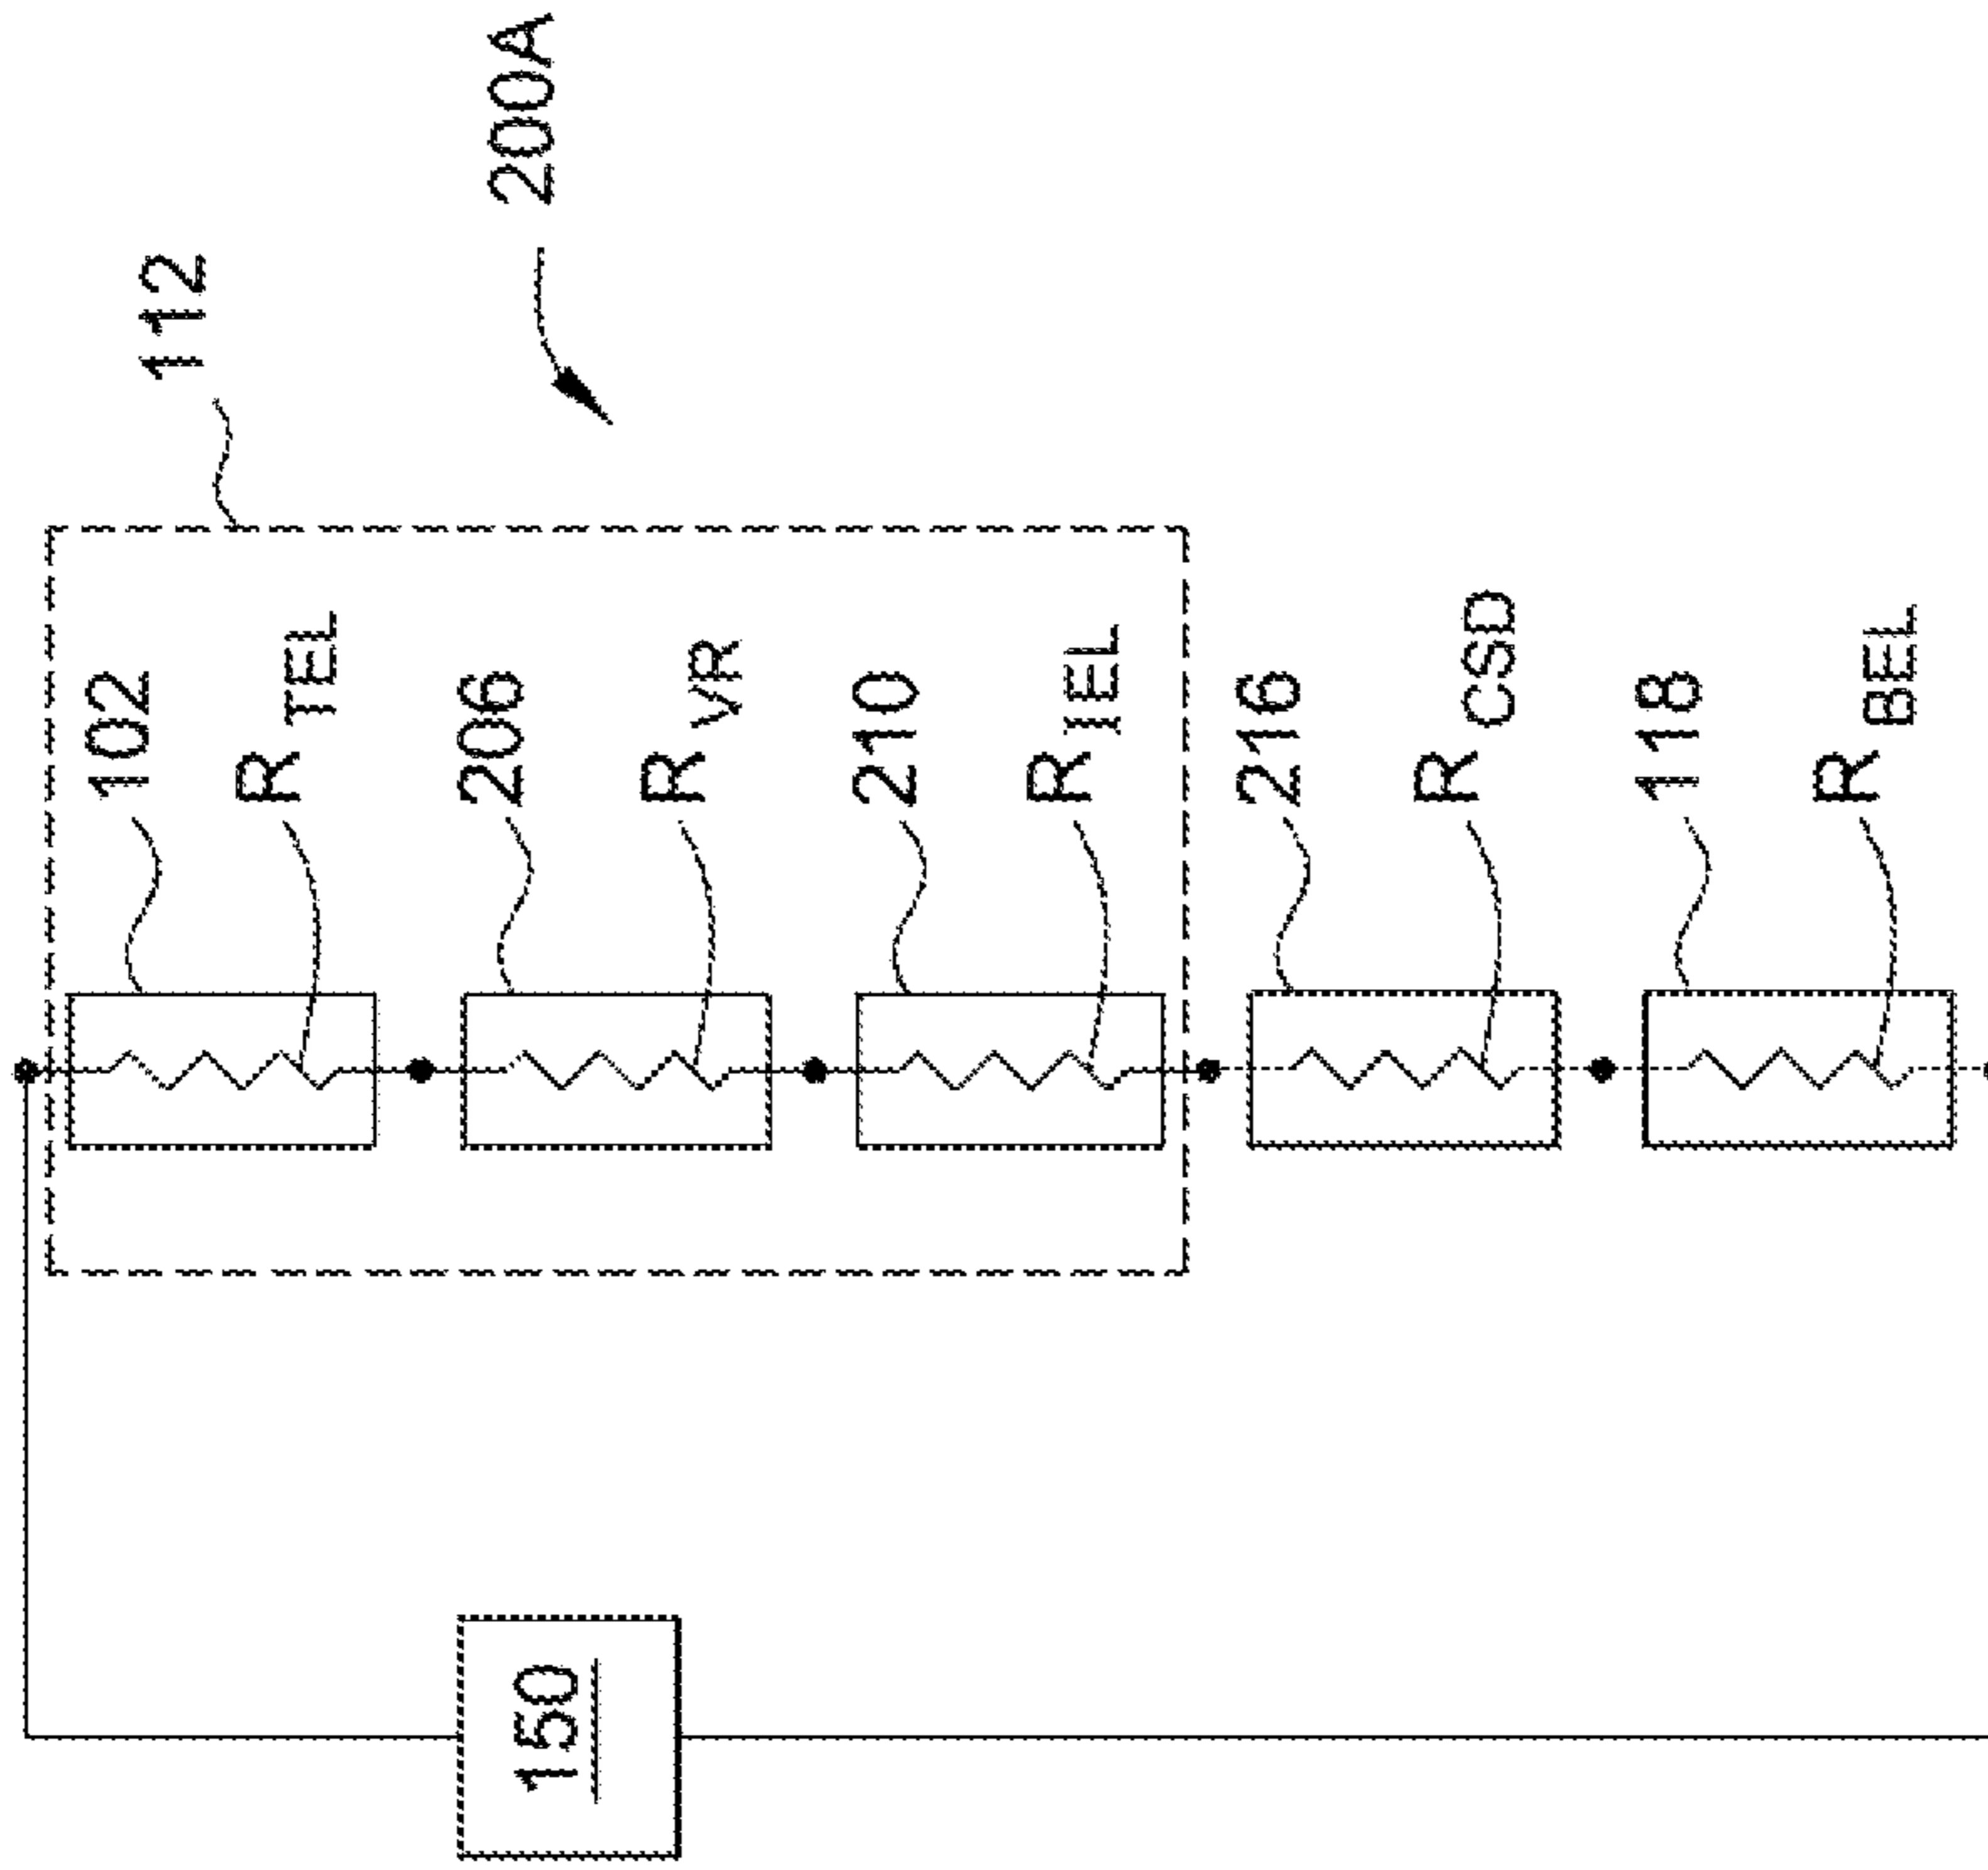 200A
112
102
R TEL
206
R VR
210
R IEL
216
R CSD
118
R BEL
150